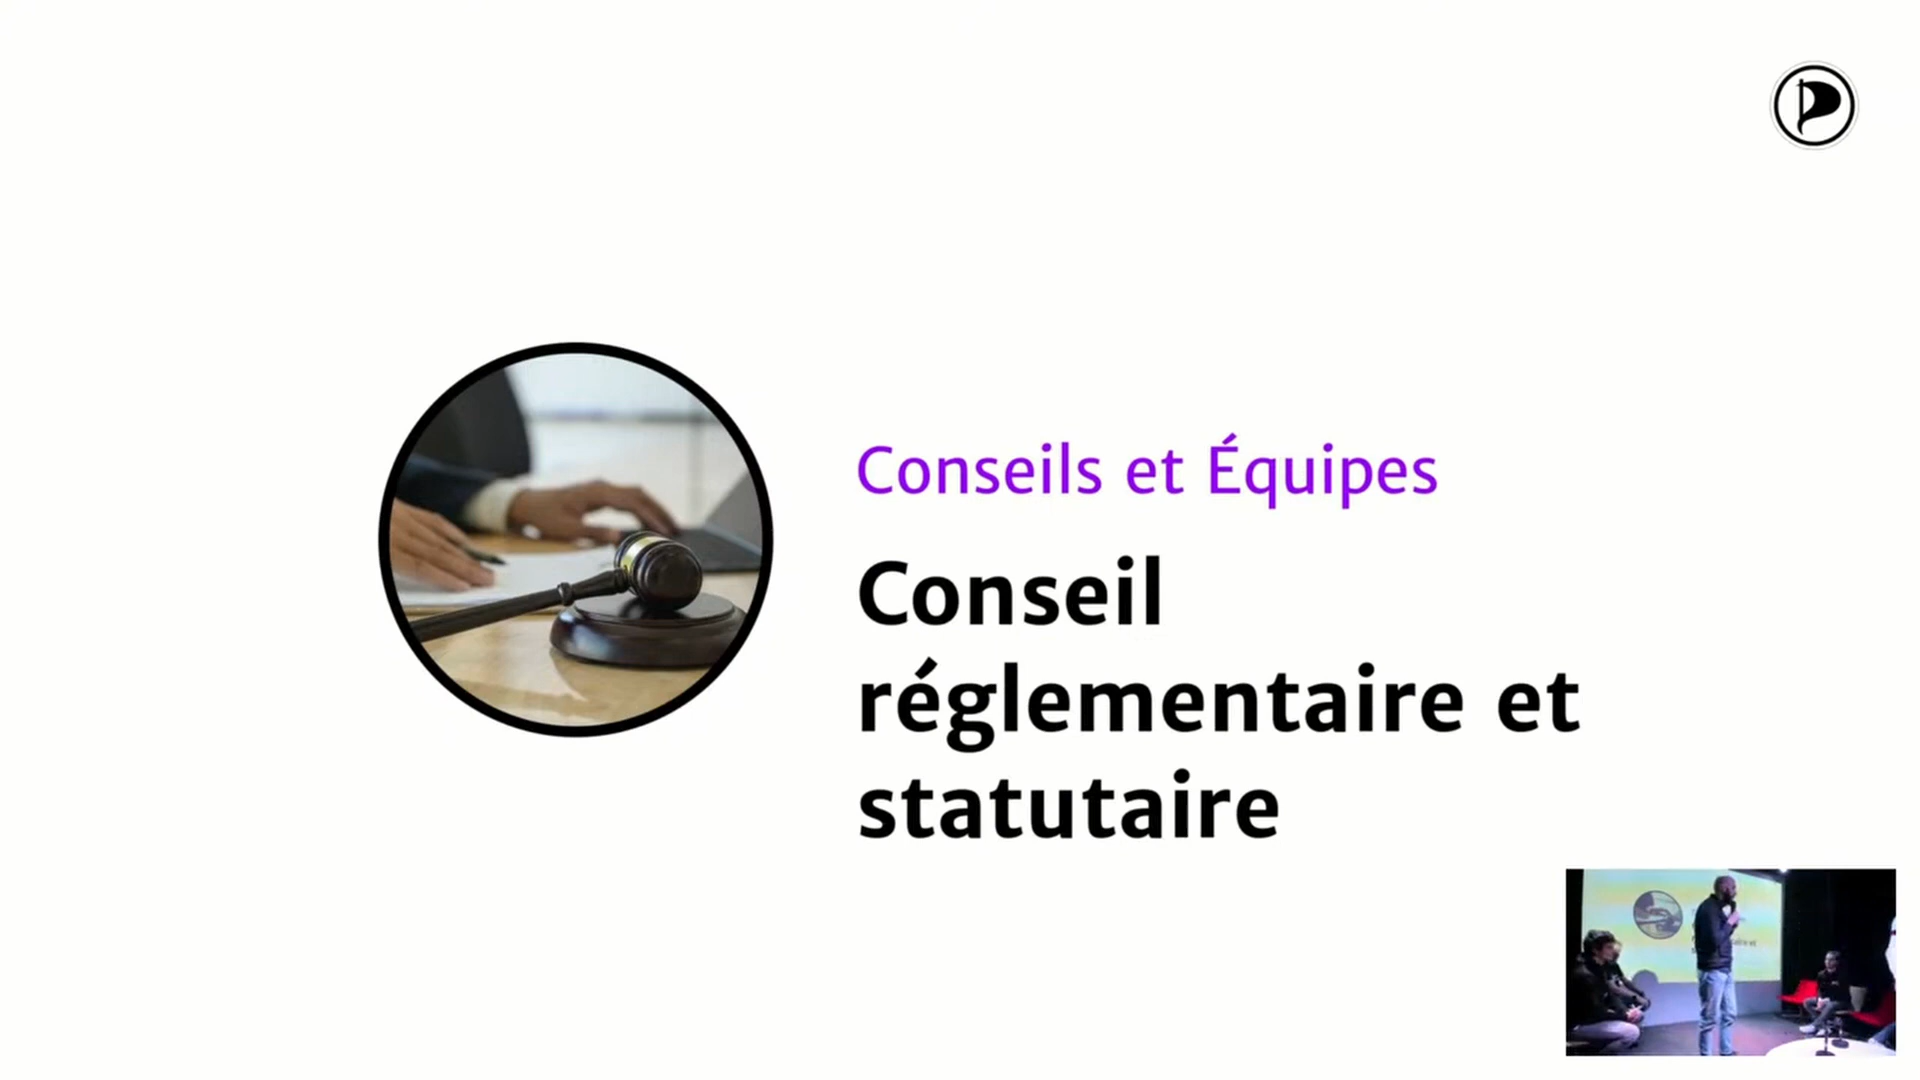 Conseils et Équipes
Conseil
réglementaire et
statutaire